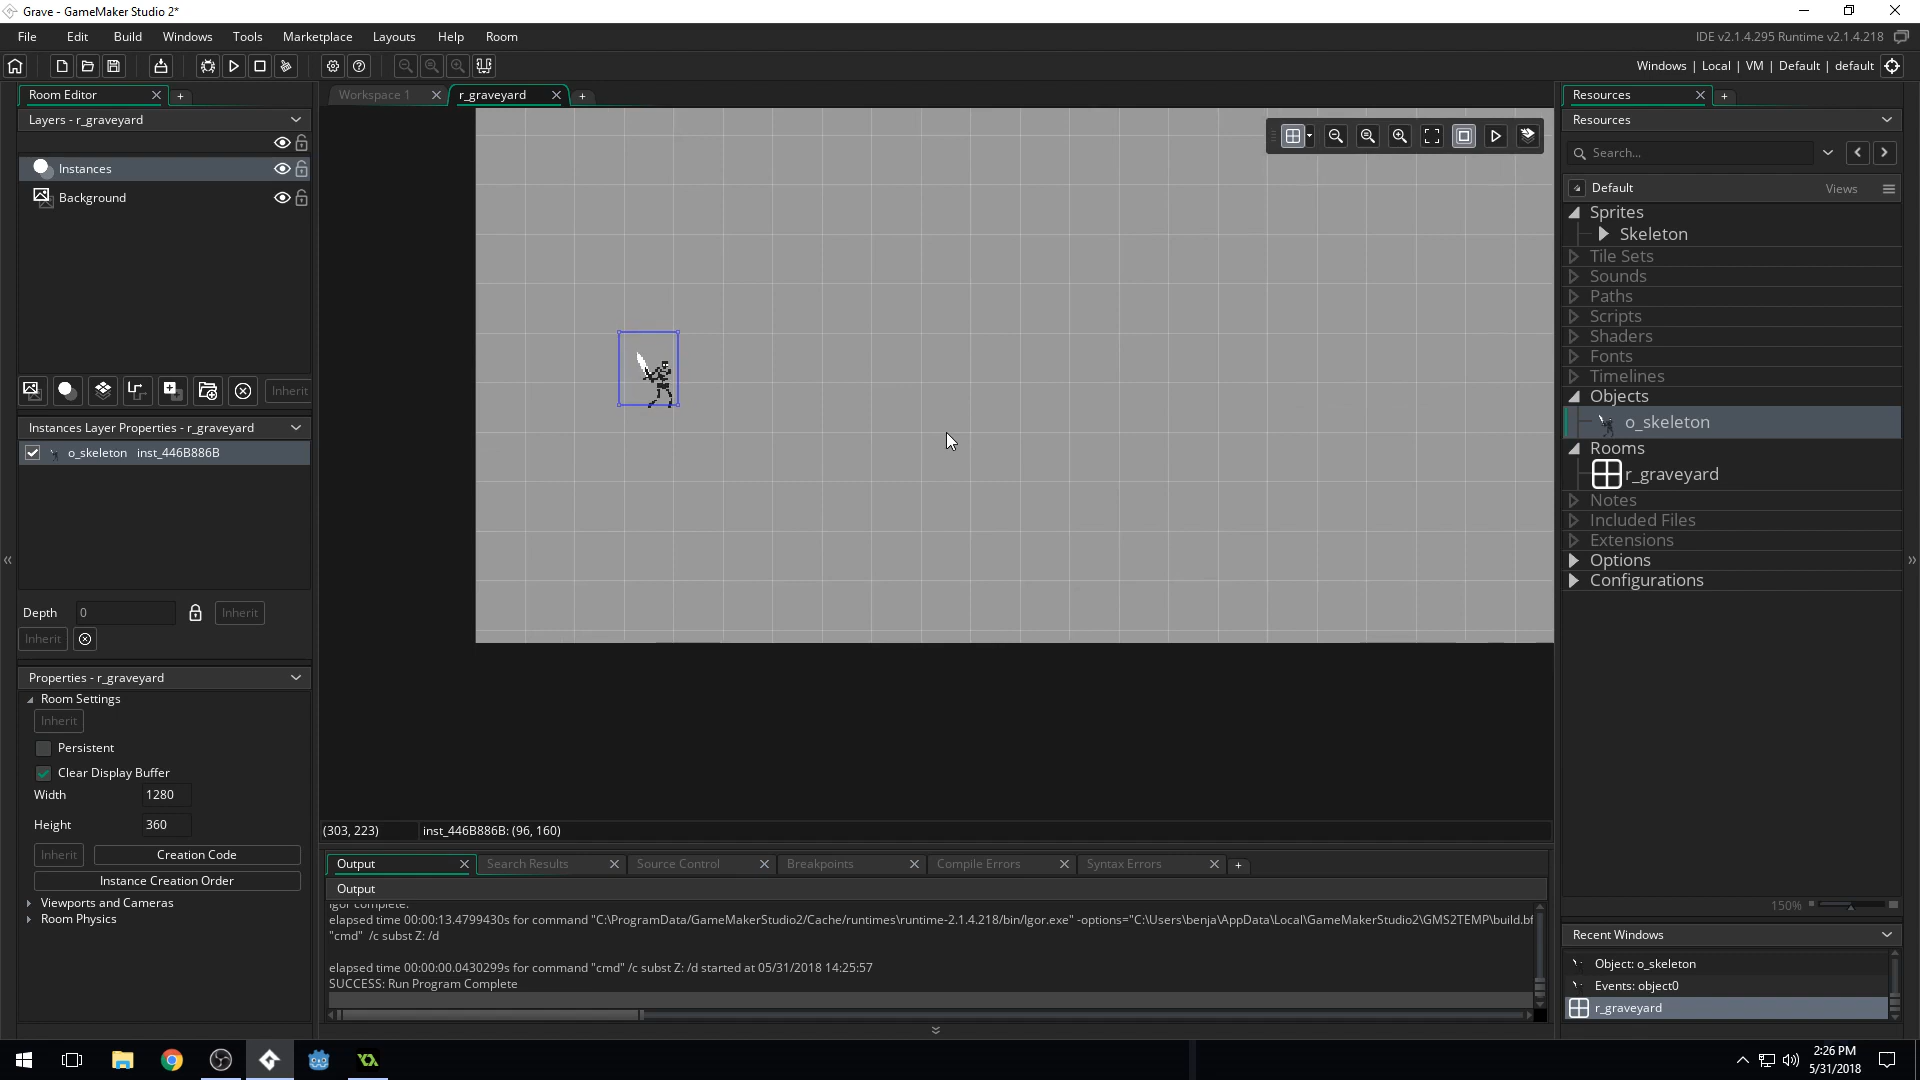 Grave - GameMaker Studio 2*
File Edit Build Windows Tools Marketplace Layouts Help Room
IDE v2.1.4.295 Runtime v2.1.4.218
Windows | Local | VM | Default | default
Room Editor
Workspace 1
r_graveyard
Resources
Layers - r_graveyard
Resources
Search...
Instances
Background
Default
Views
Sprites
Skeleton
Tile Sets
Sounds
Paths
Scripts
Shaders
Fonts
Timelines
Objects
o_skeleton
Rooms
r_graveyard
Notes
Included Files
Extensions
Options
Configurations
Inherit
Instances Layer Properties - r_graveyard
o_skeleton inst_446B886B
Depth 0 Inherit
Inherit
Properties - r_graveyard
Room Settings
Inherit
Persistent
Clear Display Buffer
Width 1280
Height 360
Inherit Creation Code
Instance Creation Order
Viewports and Cameras
Room Physics
(303, 223) inst_446B886B: (96, 160)
Output Search Results Source Control Breakpoints Compile Errors Syntax Errors
Output
Igor complete.
elapsed time 00:00:13.4799430s for command "C:\ProgramData/GameMakerStudio2/Cache/runtimes\runtime-2.1.4.218/bin/Igor.exe" -options="C:\Users\benja\AppData\Local\GameMakerStudio2\GMS2TEMP\build.bf
"cmd" /c subst Z: /d
elapsed time 00:00:00.0430299s for command "cmd" /c subst Z: /d started at 05/31/2018 14:25:57
SUCCESS: Run Program Complete
150%
Recent Windows
Object: o_skeleton
Events: object0
r_graveyard
2:26 PM
5/31/2018